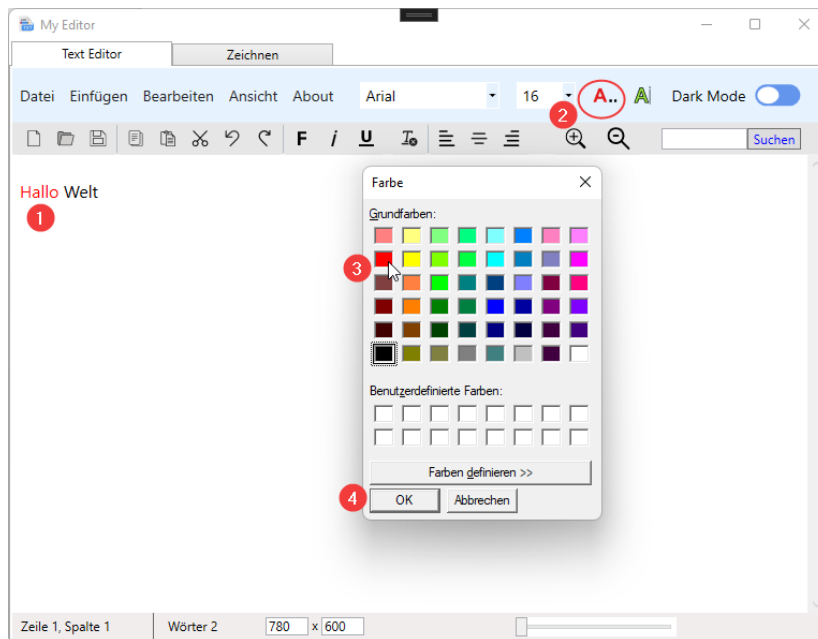 My Editor
Text Editor
Zeichnen
Datei Einfügen Bearbeiten Ansicht About Arial 16 A.. A Dark Mode
2
F i U I
Suchen
Hallo Welt
1
Farbe
Grundfarben:
3
Benutzerdefinierte Farben:
Farben definieren >>
4
OK Abbrechen
Zeile 1, Spalte 1 Wörter 2 780 x 600